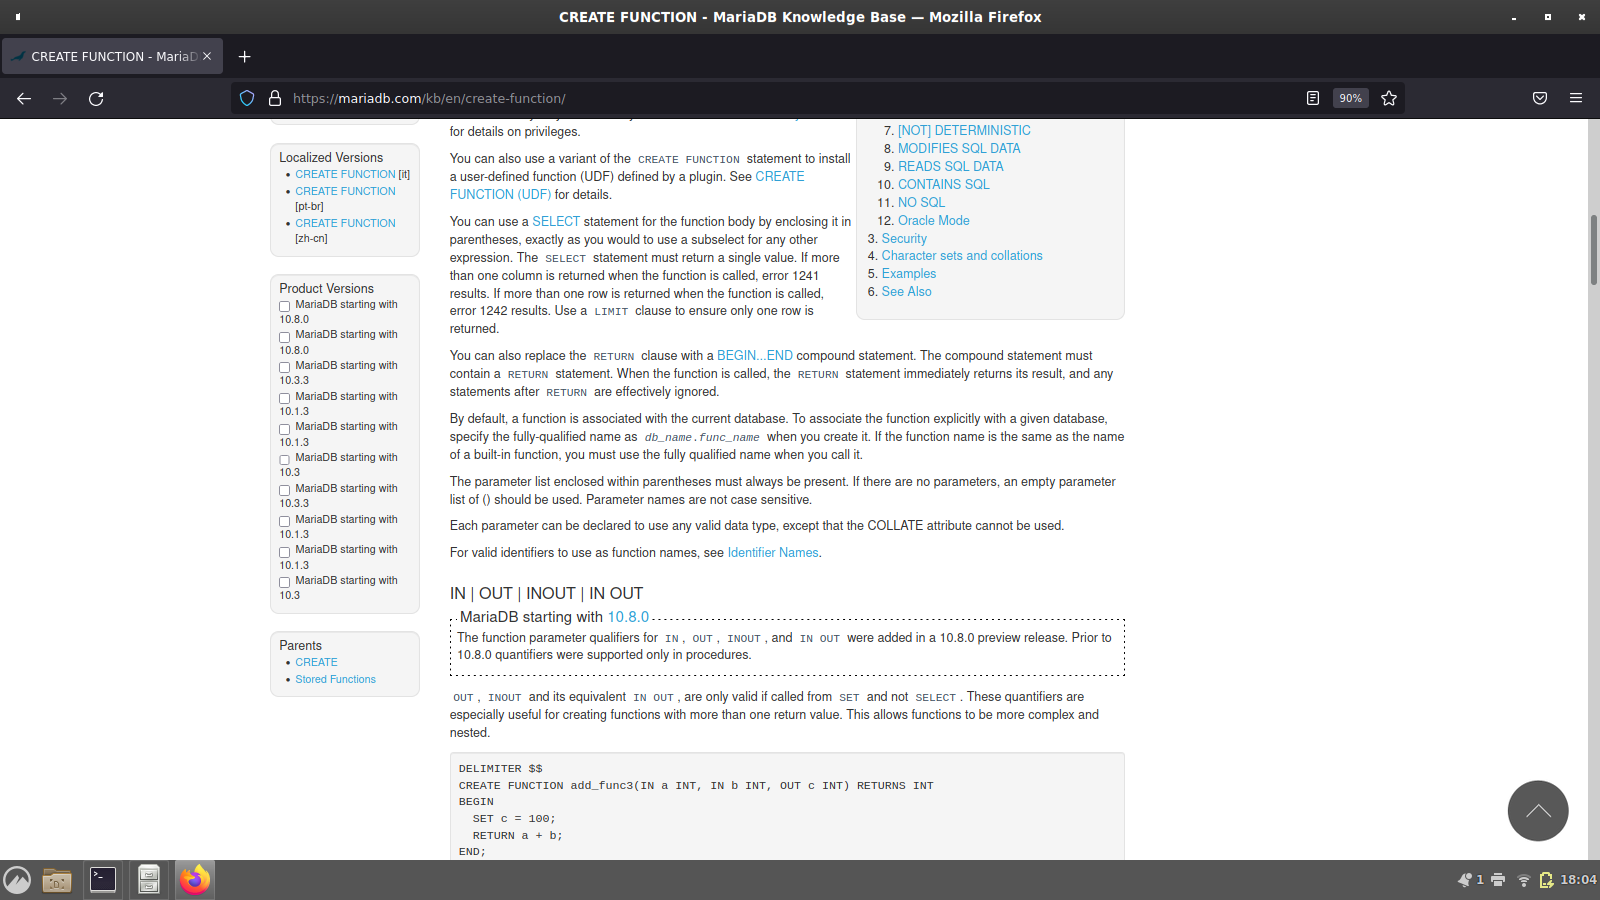 CREATE FUNCTION - MariaDB Knowledge Base — Mozilla Firefox
CREATE FUNCTION - MariaD
https://mariadb.com/kb/en/create-function/
90%
Localized Versions
CREATE FUNCTION [it]
CREATE FUNCTION
[pt-br]
CREATE FUNCTION
[zh-cn]
Product Versions
MariaDB starting with
10.8.0
MariaDB starting with
10.8.0
MariaDB starting with
10.3.3
MariaDB starting with
10.1.3
MariaDB starting with
10.1.3
MariaDB starting with
10.3
MariaDB starting with
10.3.3
MariaDB starting with
10.1.3
MariaDB starting with
10.1.3
MariaDB starting with
10.3
Parents
CREATE
Stored Functions
for details on privileges.
You can also use a variant of the CREATE FUNCTION statement to install
a user-defined function (UDF) defined by a plugin. See CREATE
FUNCTION (UDF) for details.
You can use a SELECT statement for the function body by enclosing it in
parentheses, exactly as you would to use a subselect for any other
expression. The SELECT statement must return a single value. If more
than one column is returned when the function is called, error 1241
results. If more than one row is returned when the function is called,
error 1242 results. Use a LIMIT clause to ensure only one row is
returned.
7. [NOT] DETERMINISTIC
8. MODIFIES SQL DATA
9. READS SQL DATA
10. CONTAINS SQL
11. NO SQL
12. Oracle Mode
3. Security
4. Character sets and collations
5. Examples
6. See Also
You can also replace the RETURN clause with a BEGIN...END compound statement. The compound statement must
contain a RETURN statement. When the function is called, the RETURN statement immediately returns its result, and any
statements after RETURN are effectively ignored.
By default, a function is associated with the current database. To associate the function explicitly with a given database,
specify the fully-qualified name as db_name.func_name when you create it. If the function name is the same as the name
of a built-in function, you must use the fully qualified name when you call it.
The parameter list enclosed within parentheses must always be present. If there are no parameters, an empty parameter
list of () should be used. Parameter names are not case sensitive.
Each parameter can be declared to use any valid data type, except that the COLLATE attribute cannot be used.
For valid identifiers to use as function names, see Identifier Names.
IN | OUT | INOUT | IN OUT
MariaDB starting with 10.8.0
The function parameter qualifiers for IN, OUT, INOUT, and IN OUT were added in a 10.8.0 preview release. Prior to
10.8.0 quantifiers were supported only in procedures.
OUT, INOUT and its equivalent IN OUT, are only valid if called from SET and not SELECT. These quantifiers are
especially useful for creating functions with more than one return value. This allows functions to be more complex and
nested.
DELIMITER $$
CREATE FUNCTION add_func3(IN a INT, IN b INT, OUT c INT) RETURNS INT
BEGIN
  SET c = 100;
  RETURN a + b;
END;
1
18:04